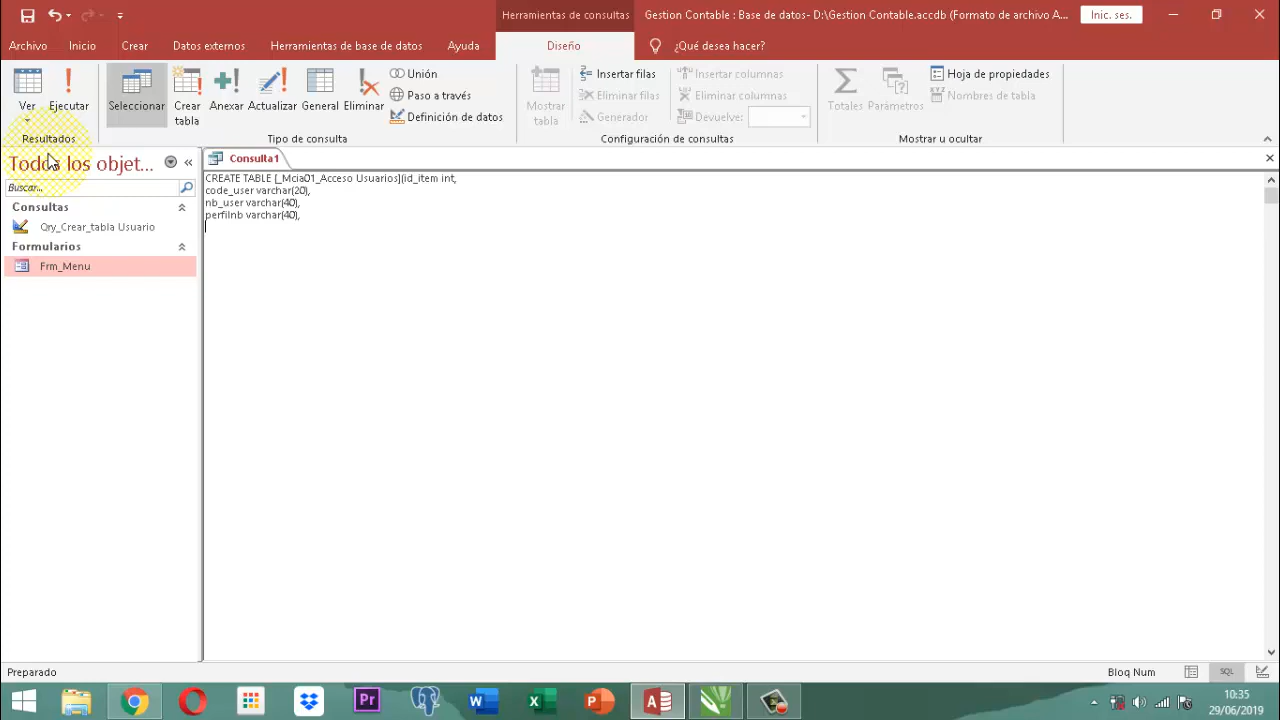 Herramientas de consultas
Gestion Contable : Base de datos- D:\Gestion Contable.accdb (Formato de archivo A...
Inic. ses.
Archivo
Inicio
Crear
Datos externos
Herramientas de base de datos
Ayuda
Diseño
¿Qué desea hacer?
Ver
Ejecutar
Seleccionar
Crear
tabla
Anexar
Actualizar
General
Eliminar
Unión
Paso a través
Definición de datos
Mostrar
tabla
Insertar filas
Eliminar filas
Generador
Insertar columnas
Eliminar columnas
Devuelve:
Totales
Parámetros
Hoja de propiedades
Nombres de tabla
Resultados
Tipo de consulta
Configuración de consultas
Mostrar u ocultar
Todos los objet...
Buscar...
Consultas
Qry_Crear_tabla Usuario
Formularios
Frm_Menu
Consulta1
CREATE TABLE [_Mcia01_Acceso Usuarios](id_item int,
code_user varchar(20),
nb_user varchar(40),
perfilnb varchar(40),
Preparado
Bloq Num
SQL
Pr
10:35
29/06/2019